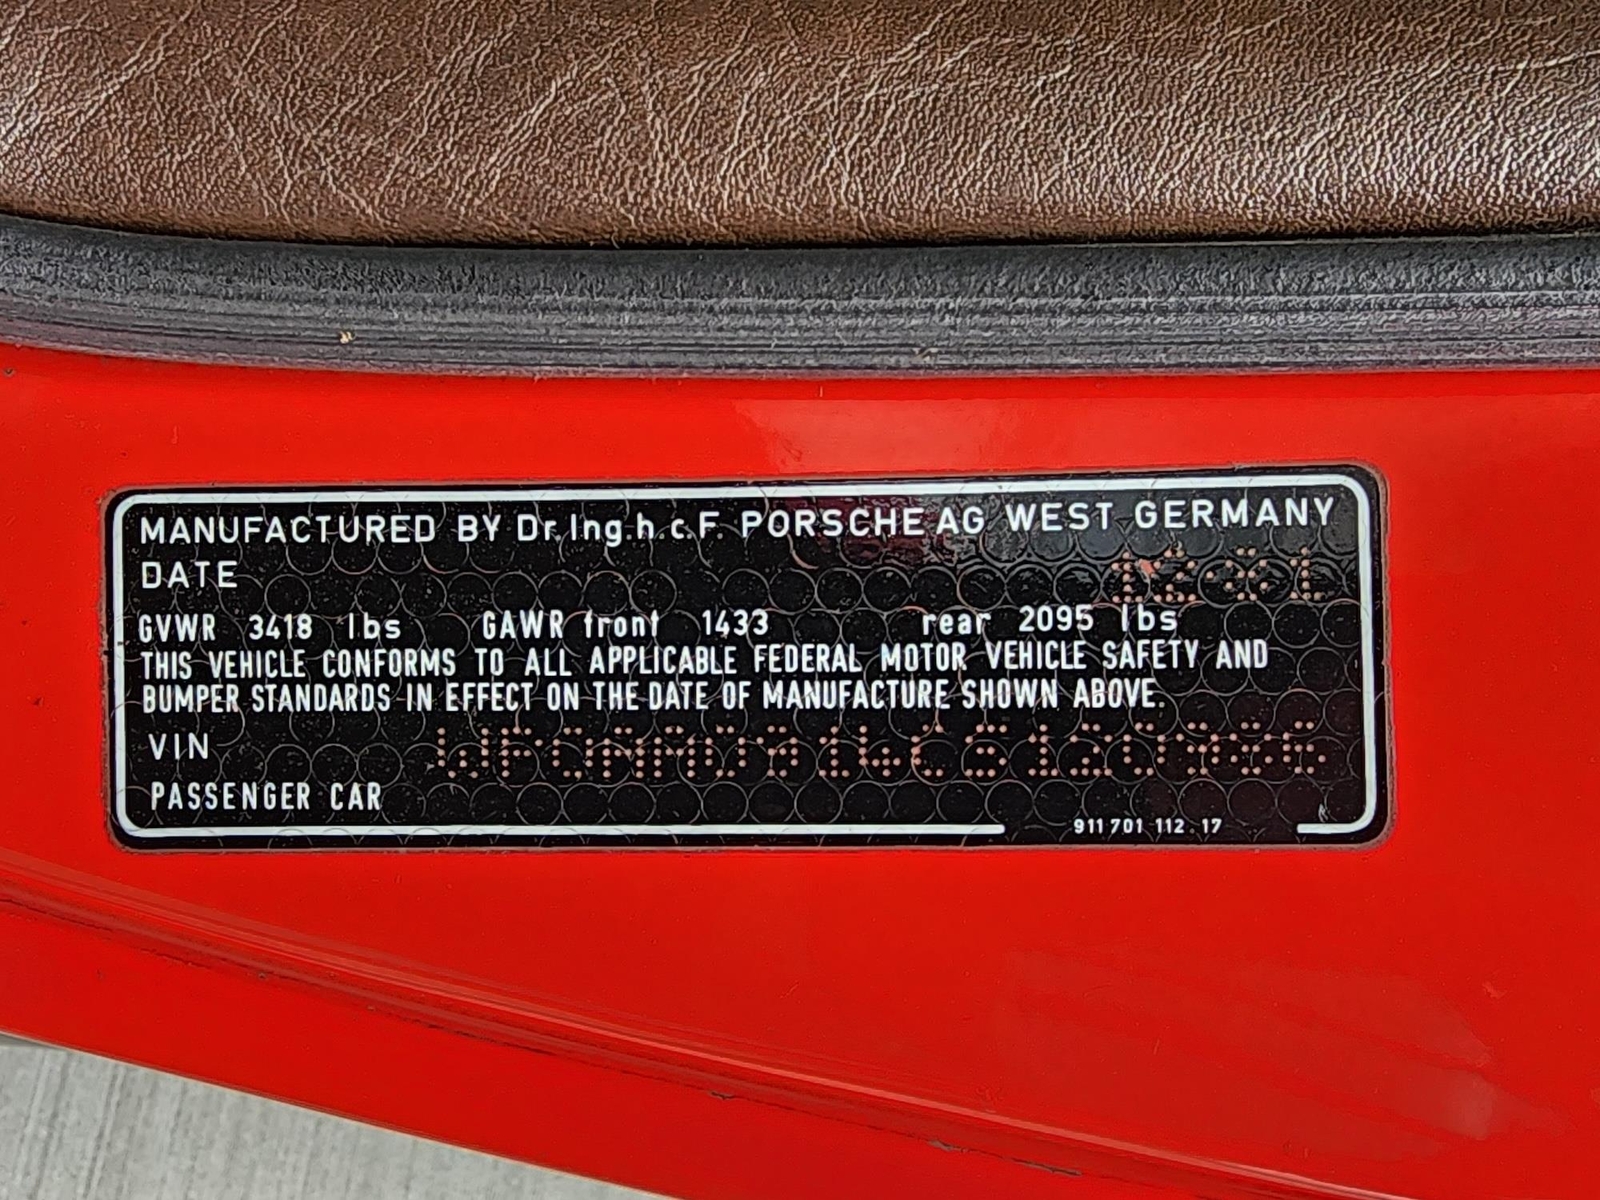 MANUFACTURED BY Dr.Ing.h.c.F. PORSCHE AG WEST GERMANY
DATE 12.81
GVWR 3418 lbs GAWR front 1433 rear 2095 lbs
THIS VEHICLE CONFORMS TO ALL APPLICABLE FEDERAL MOTOR VEHICLE SAFETY AND
BUMPER STANDARDS IN EFFECT ON THE DATE OF MANUFACTURE SHOWN ABOVE.
VIN
PASSENGER CAR
911 701 112.17